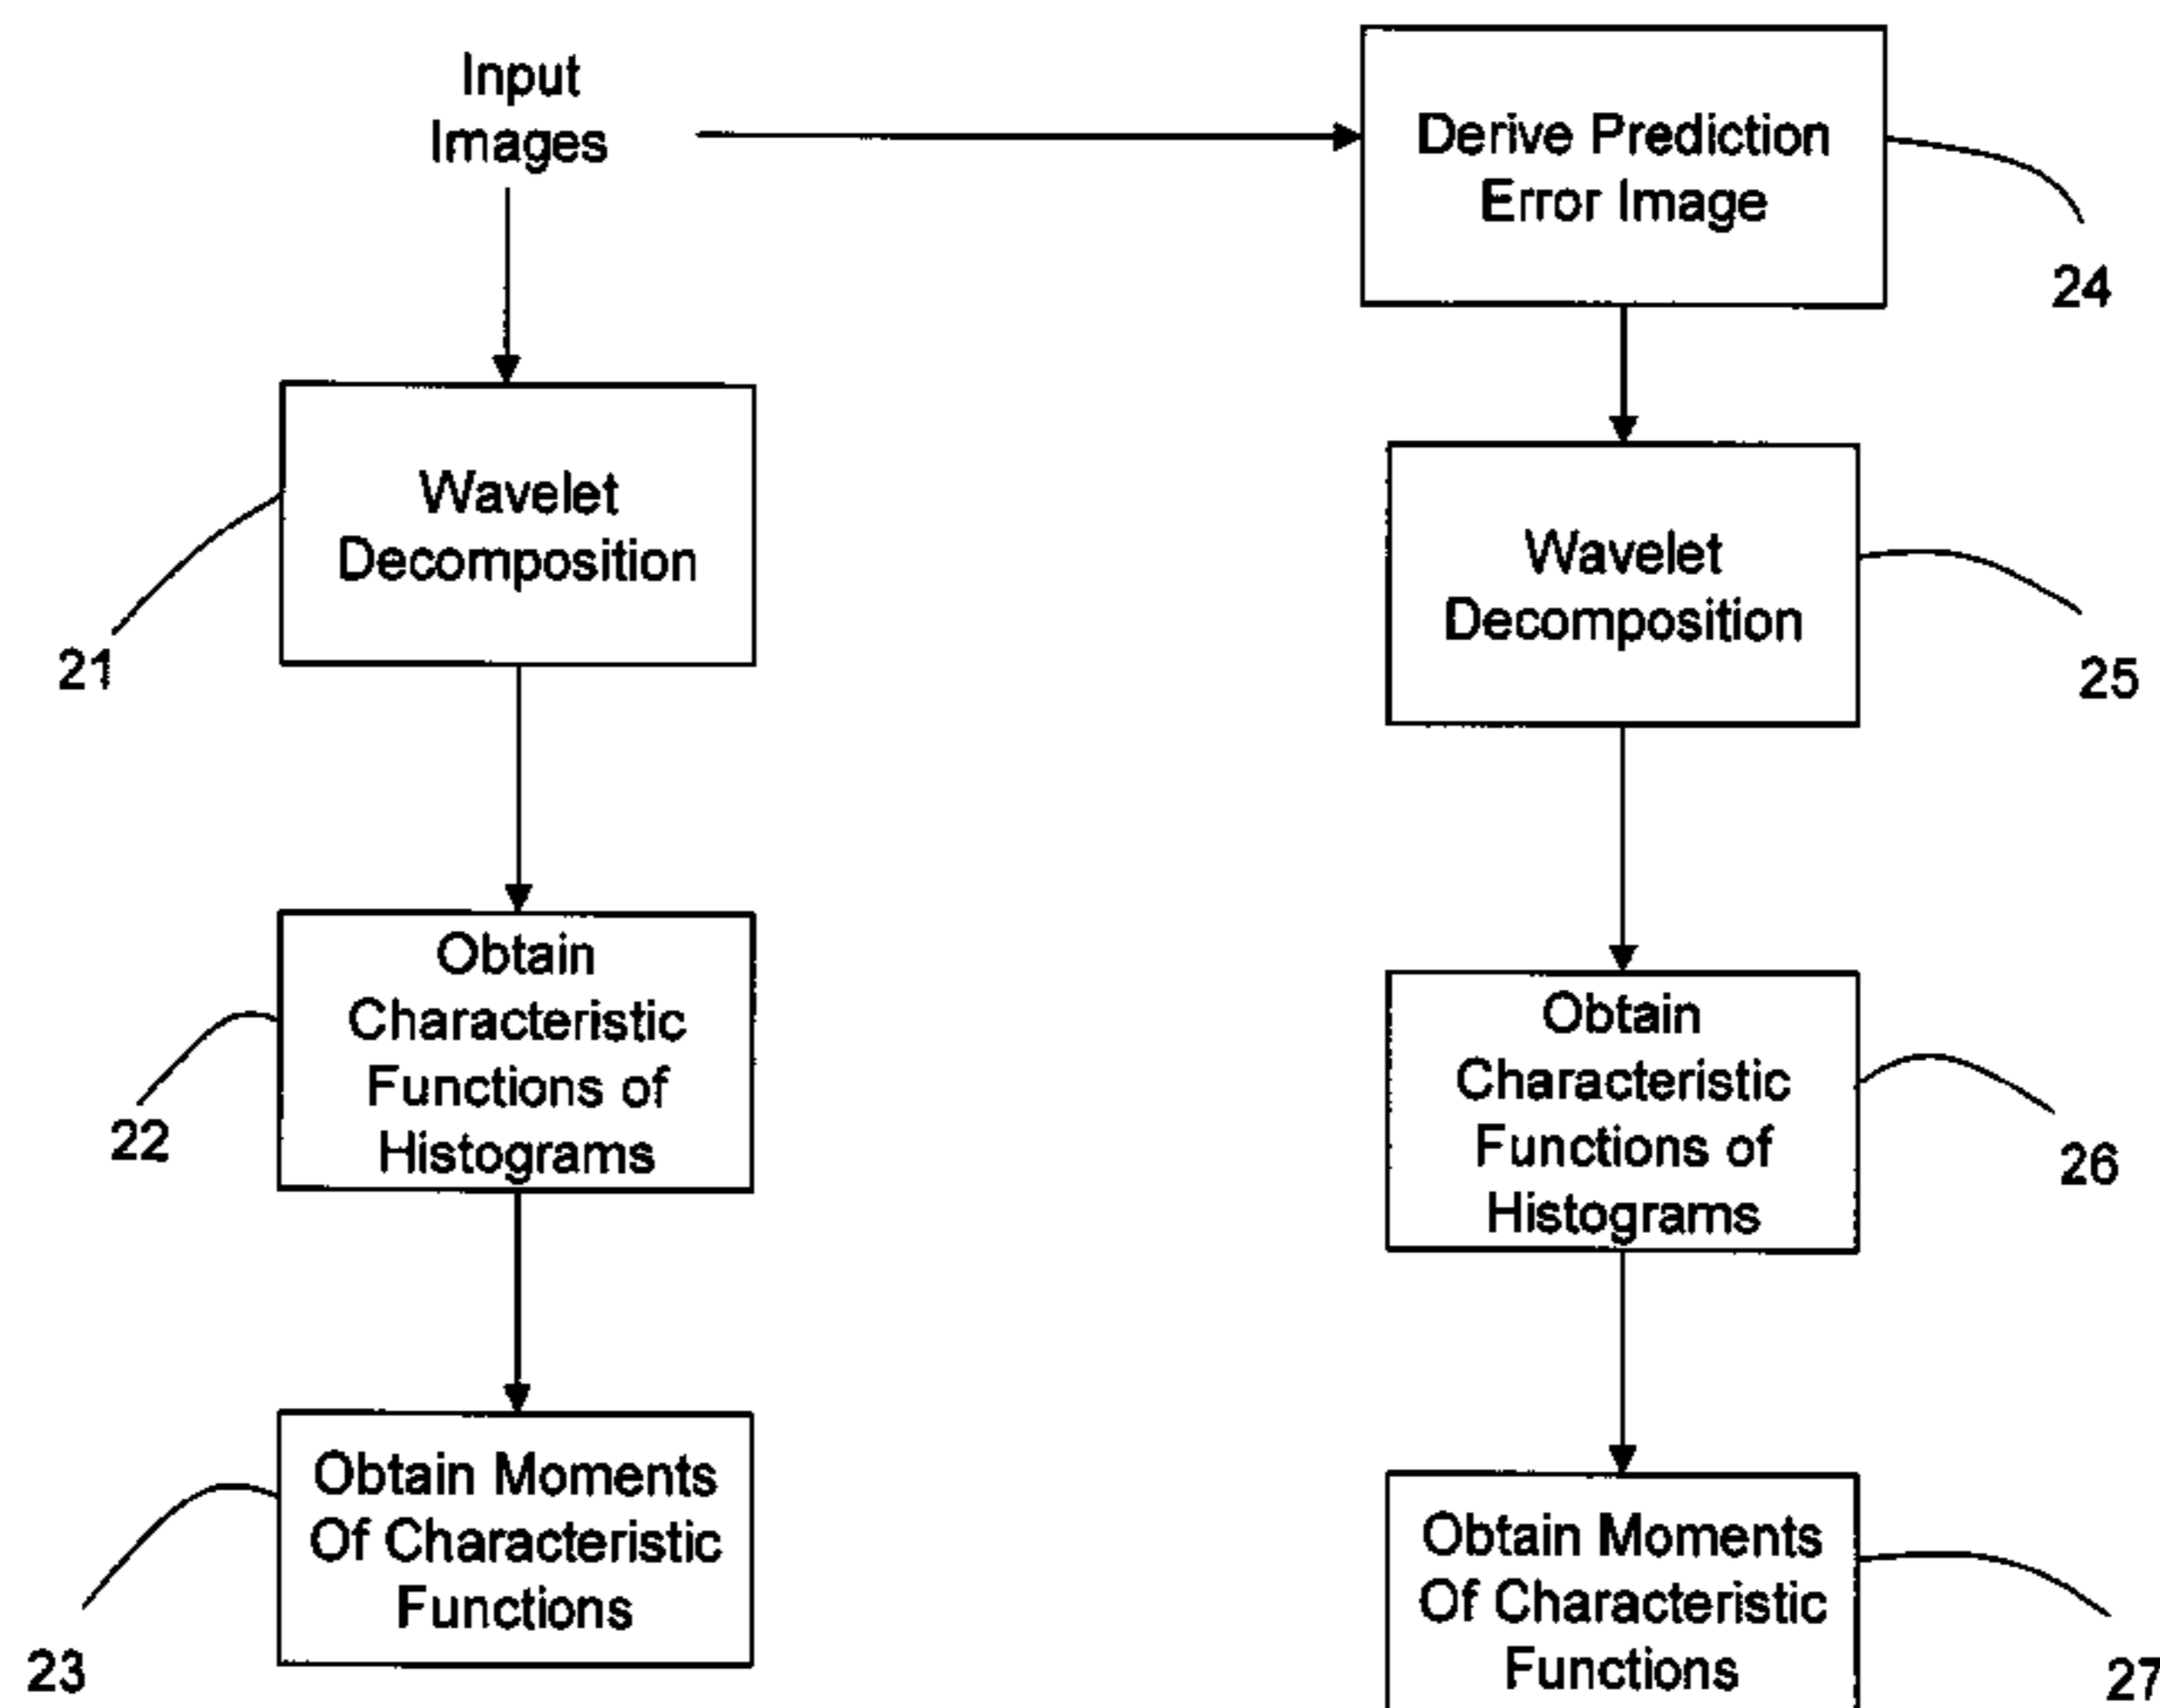 Input
Images
Derive Prediction
Error Image
24
Wavelet
Decomposition
21
Wavelet
Decomposition
25
Obtain
Characteristic
Functions of
Histograms
22
Obtain
Characteristic
Functions of
Histograms
26
Obtain Moments
Of Characteristic
Functions
23
Obtain Moments
Of Characteristic
Functions
27